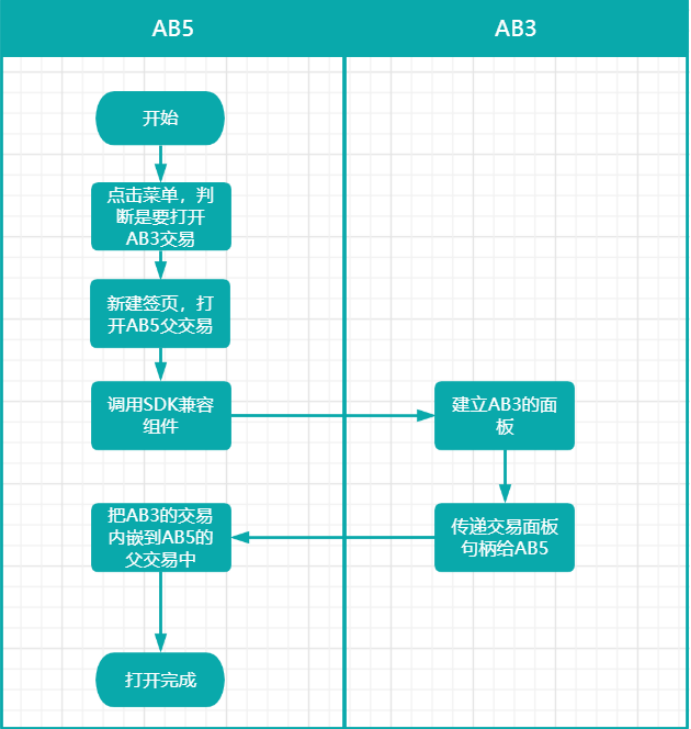 AB5
AB3
开始
点击菜单，判
断是要打开
AB3交易
新建签页，打
开AB5父交易
调用SDK兼容
组件
建立AB3的面
板
传递交易面板
句柄给AB5
把AB3的交易
内嵌到AB5的
父交易中
打开完成